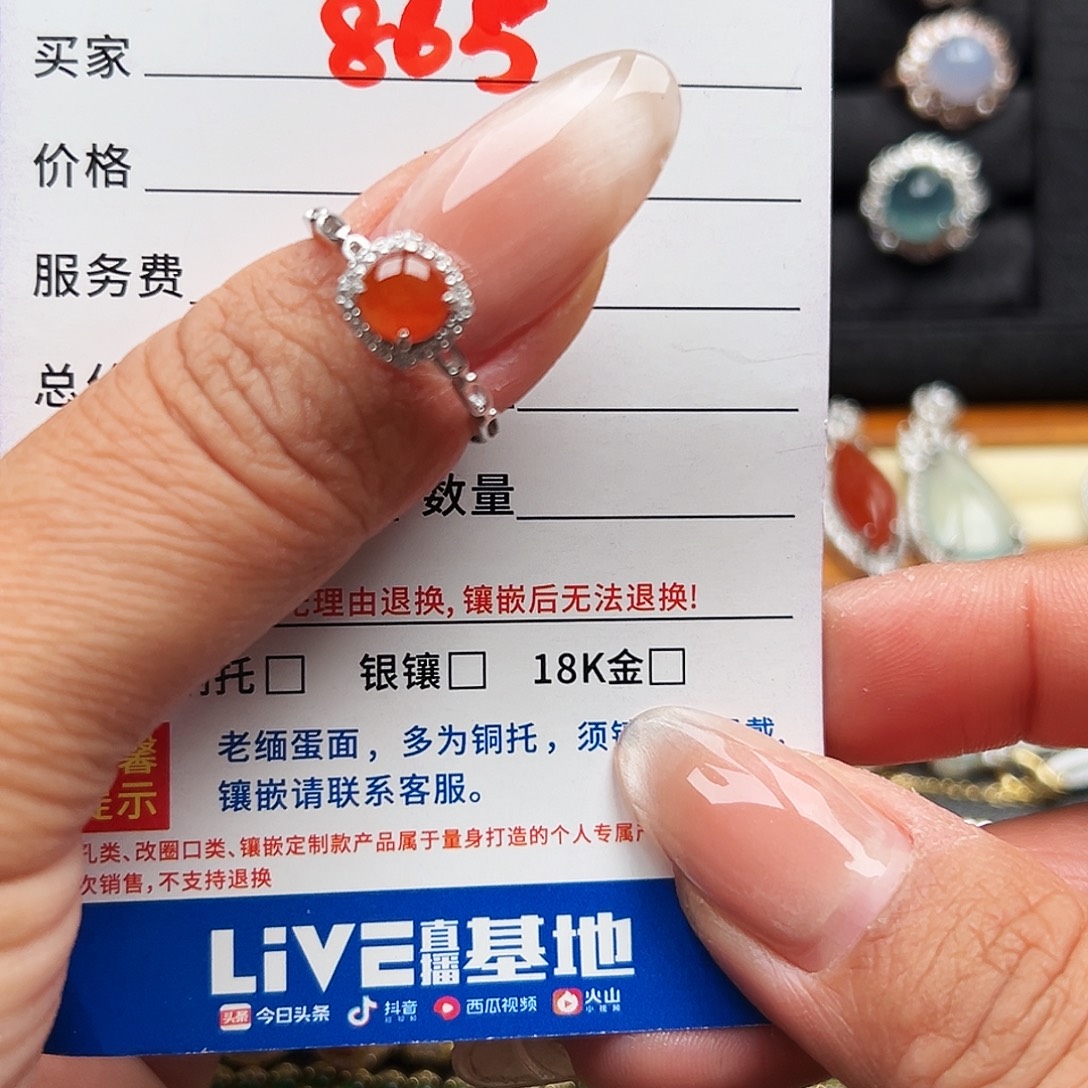 买家 865
价格
服务费
总
数量
理由退换,镶嵌后无法退换!
托□ 银镶□ 18K金□
老缅蛋面，多为铜托，须
馨
提示
镶嵌请联系客服。
孔类、改圈口类、镶嵌定制款产品属于量身打造的个人专属
次销售,不支持退换
LiVE直播基地
头条 今日头条 抖音 西瓜视频 火山小视频